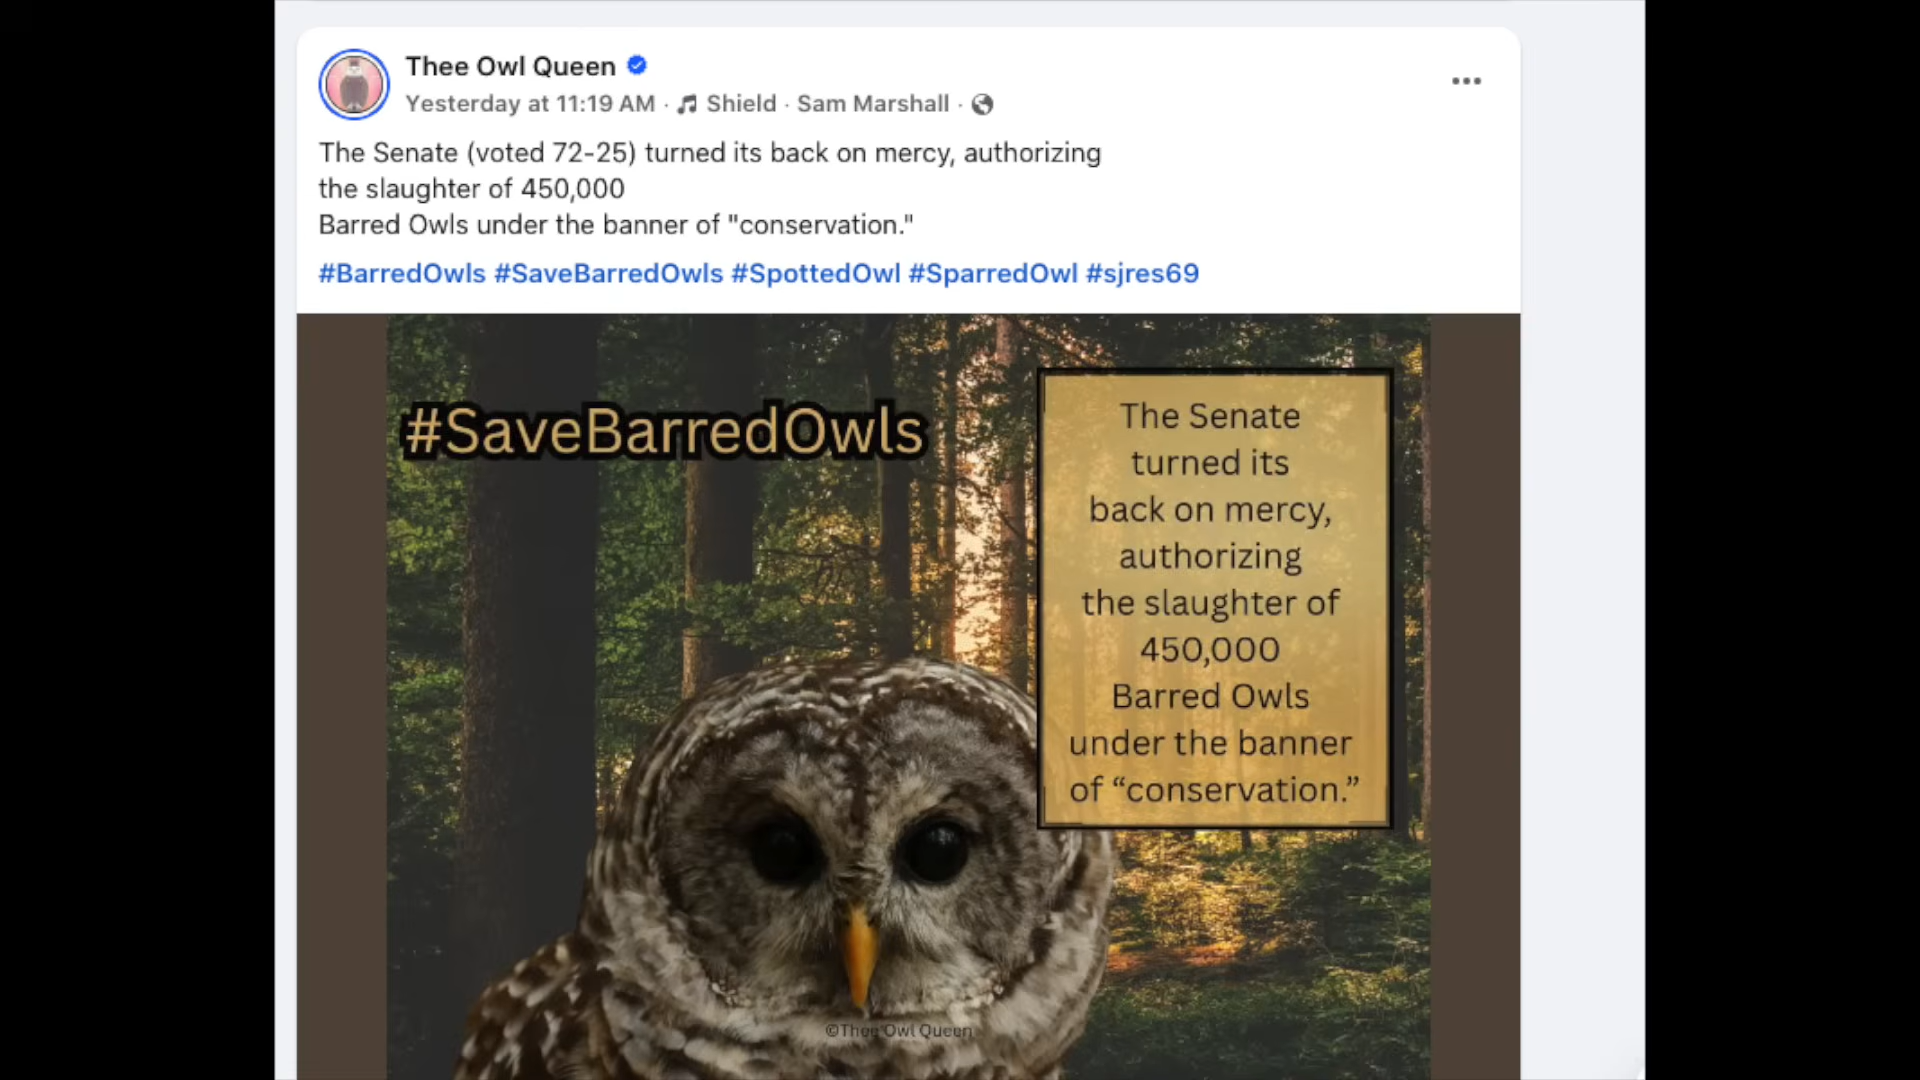 Thee Owl Queen
Yesterday at 11:19 AM · Shield · Sam Marshall ·
The Senate (voted 72-25) turned its back on mercy, authorizing
the slaughter of 450,000
Barred Owls under the banner of "conservation."
#BarredOwls #SaveBarredOwls #SpottedOwl #SparredOwl #sjres69
#SaveBarredOwls
The Senate
turned its
back on mercy,
authorizing
the slaughter of
450,000
Barred Owls
under the banner
of “conservation.”
©Thee Owl Queen